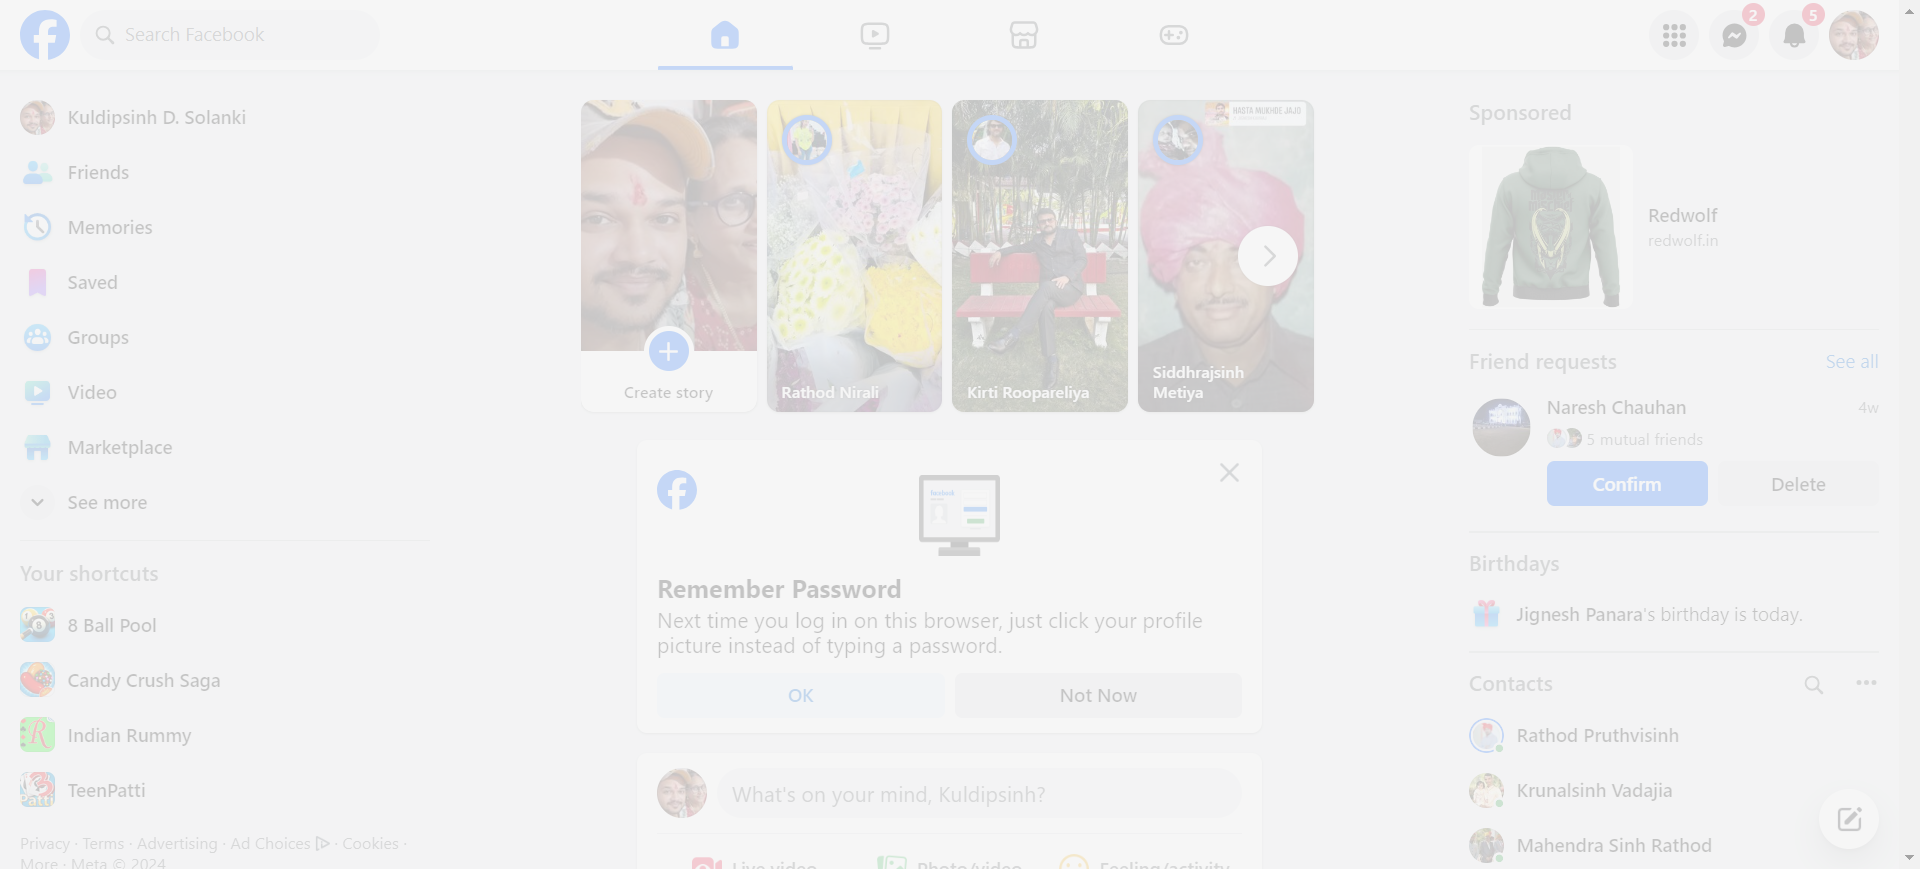 Search Facebook
2
5
Kuldipsinh D. Solanki
Friends
Memories
Saved
Groups
Video
Marketplace
See more
Your shortcuts
8 Ball Pool
Candy Crush Saga
Indian Rummy
TeenPatti
Privacy · Terms · Advertising · Ad Choices · Cookies ·
More · Meta © 2024
Create story
Rathod Nirali
Kirti Roopareliya
HASTA MUKHDE JAJO
Siddhrajsinh
Metiya
facebook
Remember Password
Next time you log in on this browser, just click your profile
picture instead of typing a password.
OK
Not Now
What's on your mind, Kuldipsinh?
Live video
Photo/video
Feeling/activity
Sponsored
Redwolf
redwolf.in
Friend requests
See all
Naresh Chauhan
4w
5 mutual friends
Confirm
Delete
Birthdays
Jignesh Panara's birthday is today.
Contacts
Rathod Pruthvisinh
Krunalsinh Vadajia
Mahendra Sinh Rathod